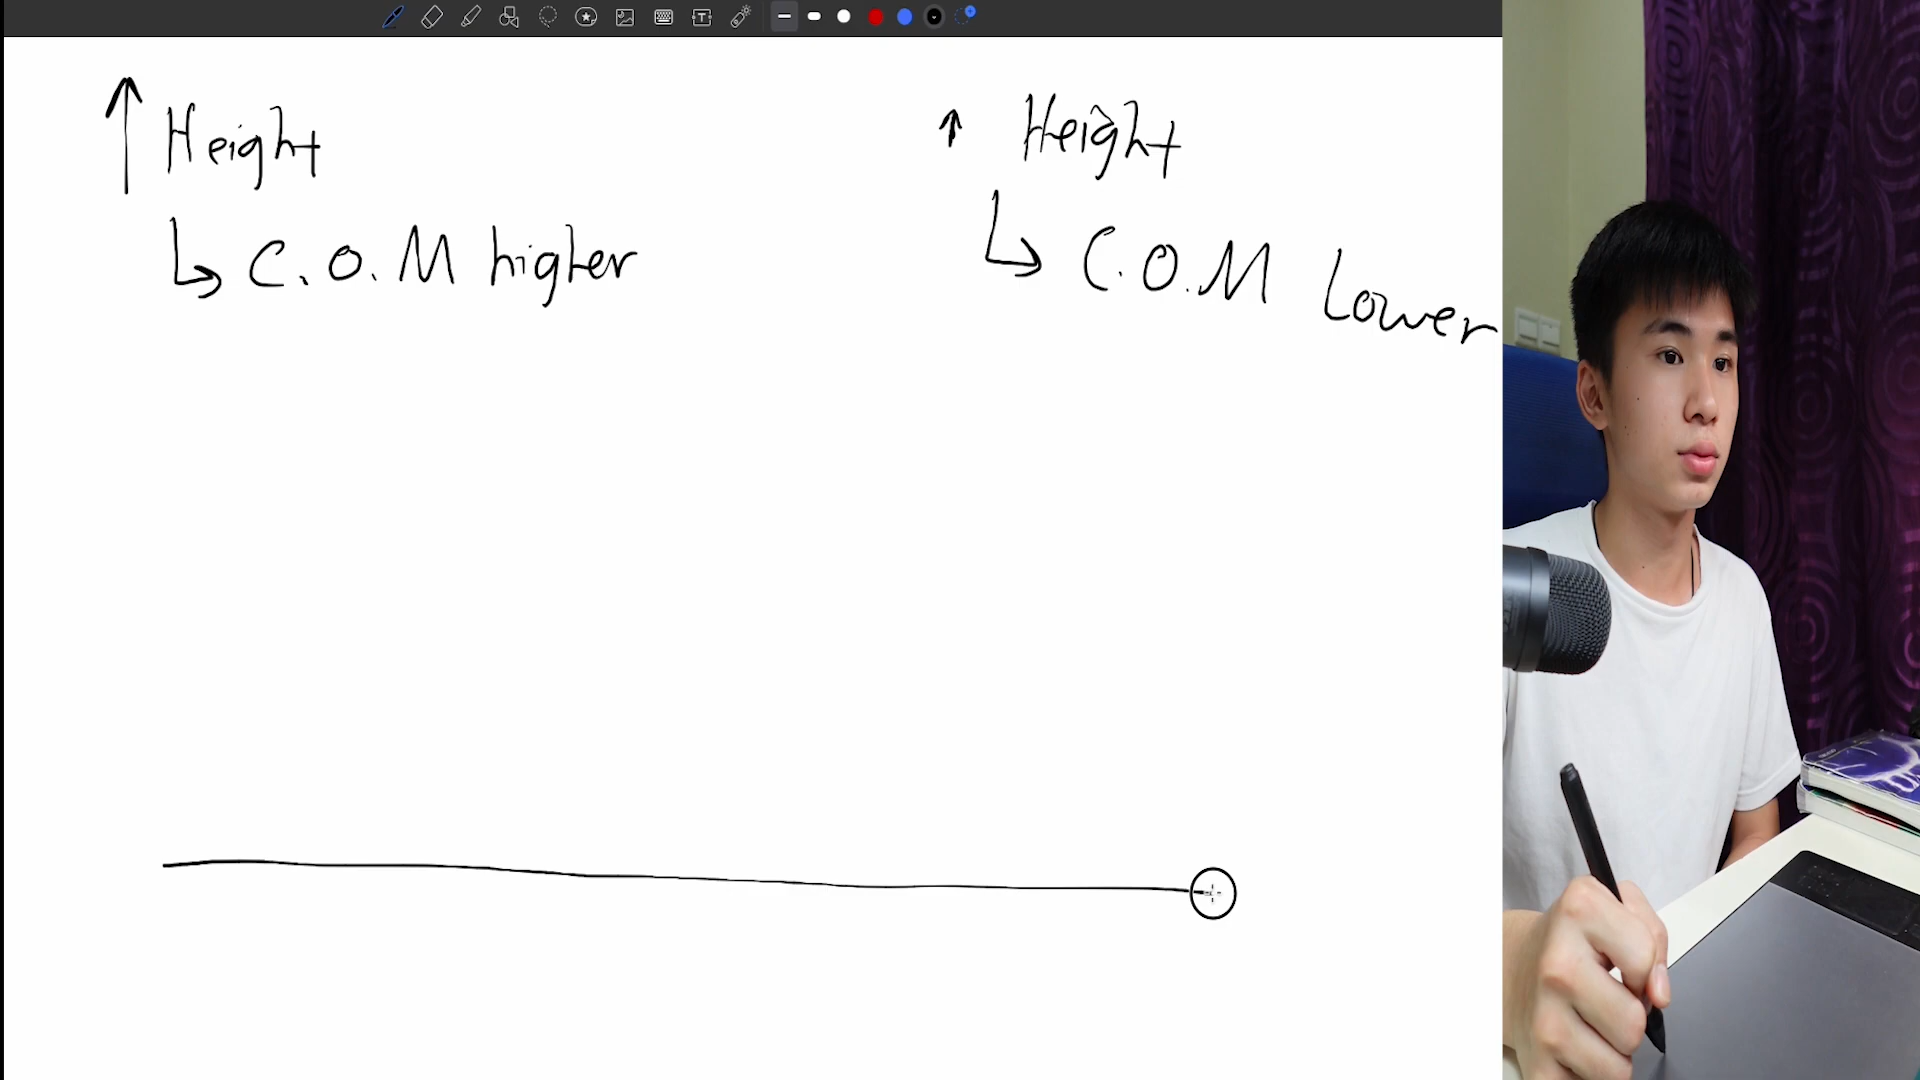 ↑ Height
↳ C.O.M higher
↑ Height
↳ C.O.M Lower